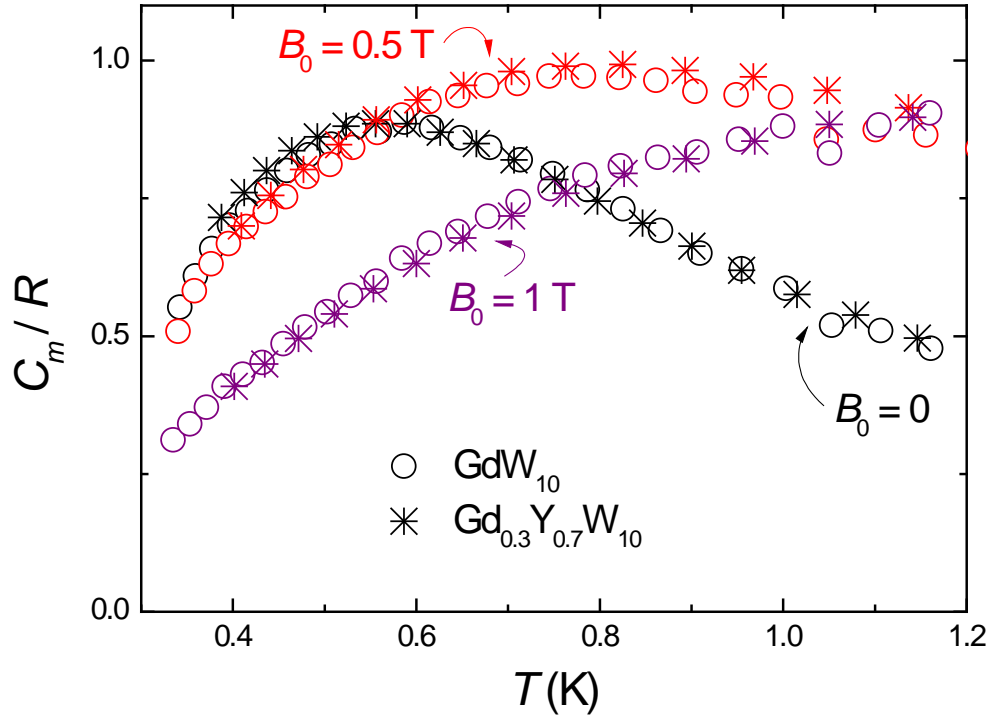 B₀ = 0.5 T
1.0
0.5
0.0
C_m / R
B₀ = 1 T
B₀ = 0
GdW₁₀
Gd₀.₃Y₀.₇W₁₀
0.4 0.6 0.8 1.0 1.2
T (K)